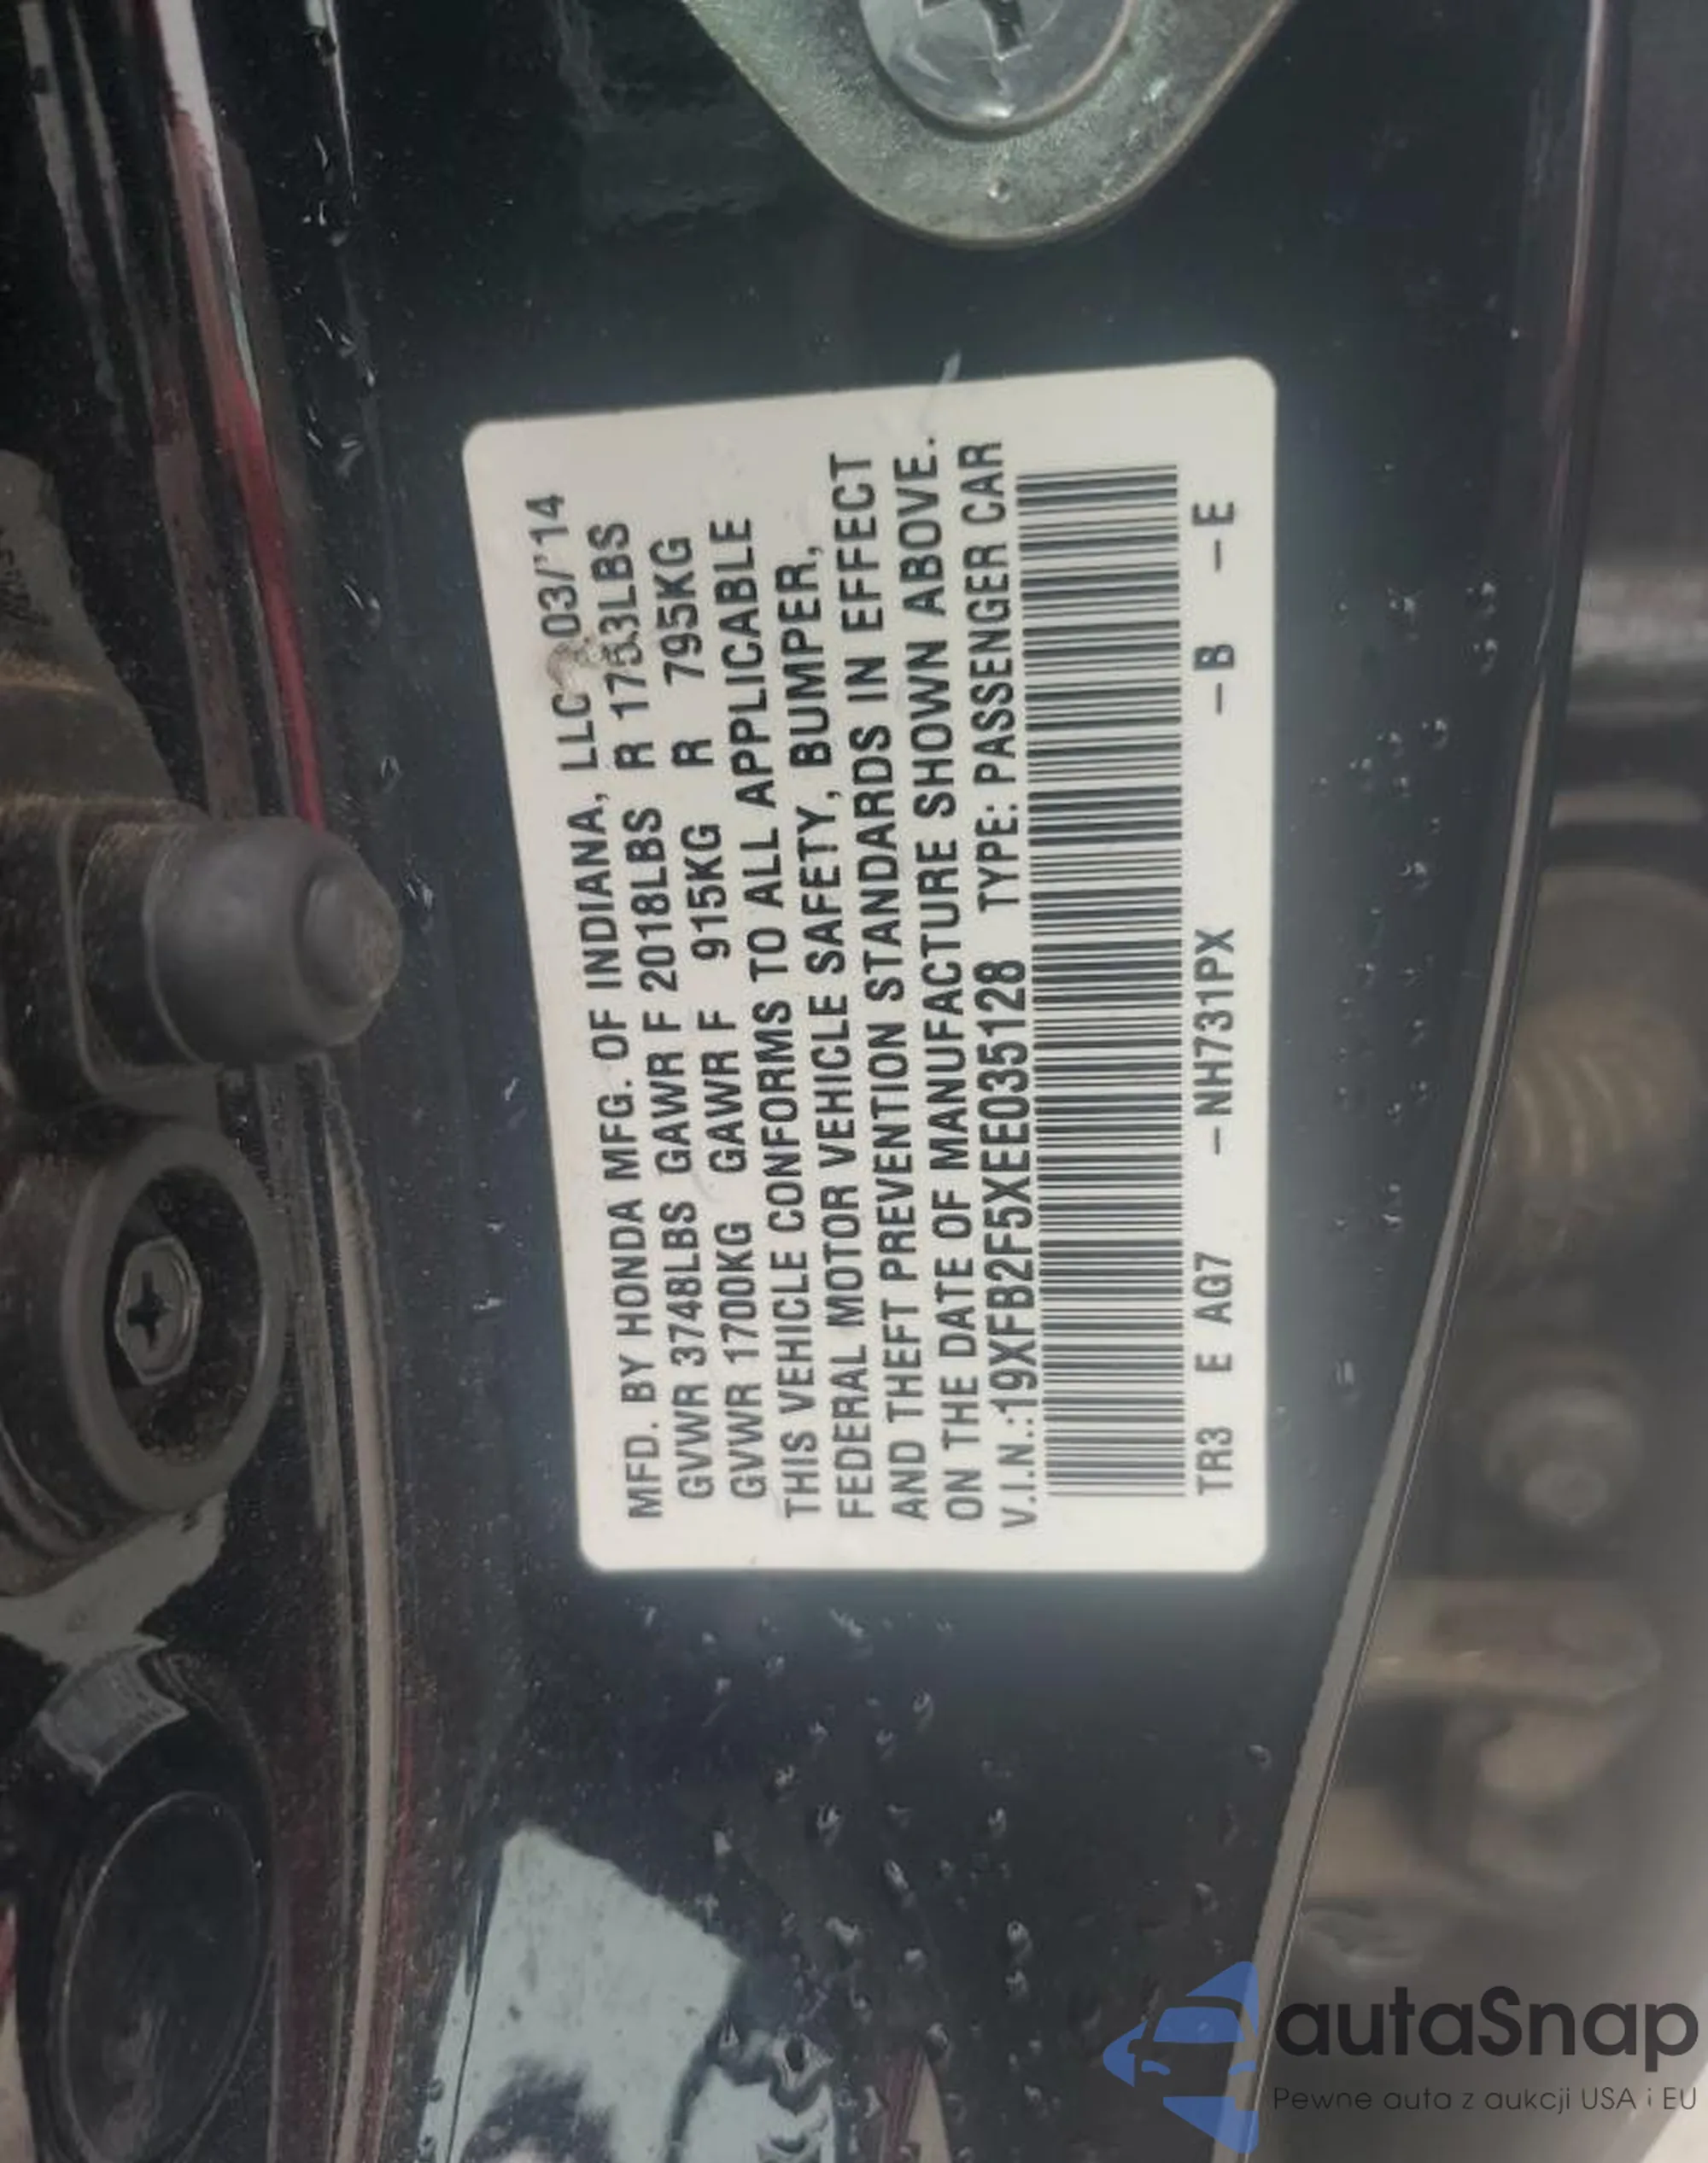 MFD. BY HONDA MFG. OF INDIANA, LLC 03/'14
GVWR 3748LBS GAWR F 2018LBS R 1753LBS
GVWR 1700KG GAWR F 915KG R 795KG
THIS VEHICLE CONFORMS TO ALL APPLICABLE
FEDERAL MOTOR VEHICLE SAFETY, BUMPER,
AND THEFT PREVENTION STANDARDS IN EFFECT
ON THE DATE OF MANUFACTURE SHOWN ABOVE.
V.I.N.:19XFB2F5XEE035128 TYPE: PASSENGER CAR
TR3 E AG7 –NH731PX –B –E
autaSnap
Pewne auta z aukcji USA i EU